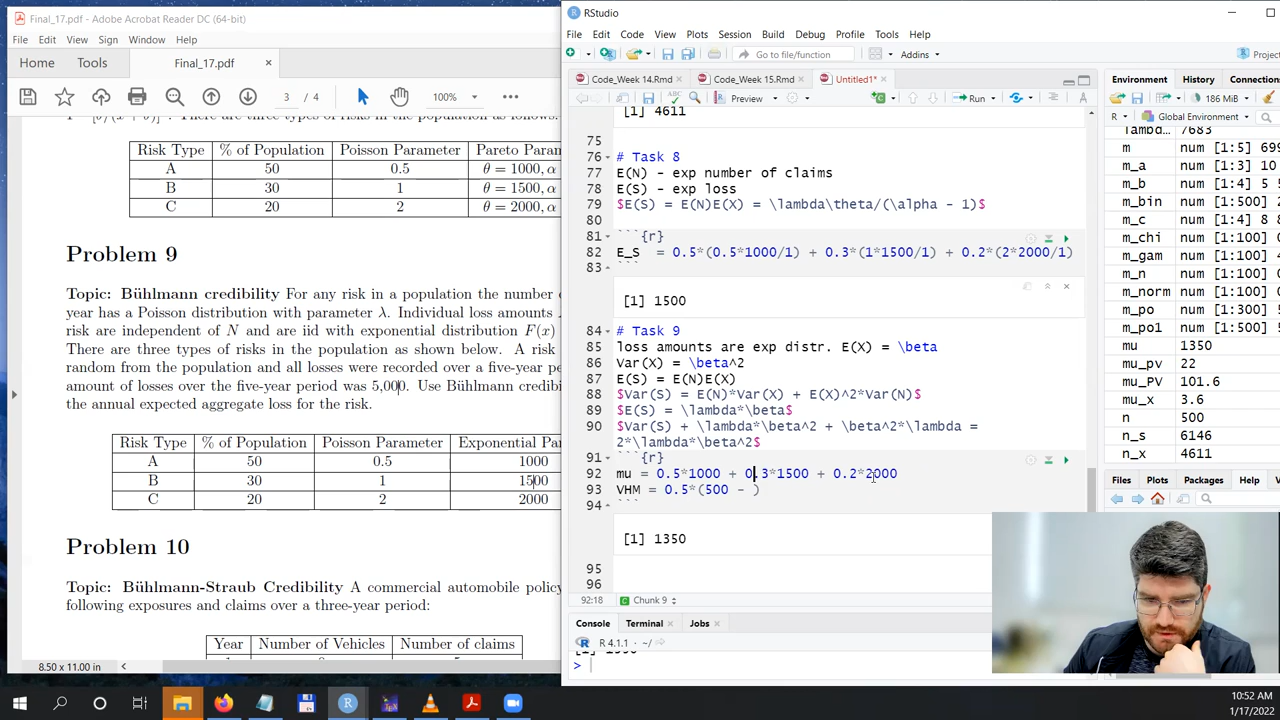 Final_17.pdf - Adobe Acrobat Reader DC (64-bit)
File Edit View Sign Window Help
Home Tools Final_17.pdf ×
100%
There are three types of risks in the population as follows.
Risk Type % of Population Poisson Parameter Pareto Param
A 50 0.5 θ = 1000, α
B 30 1 θ = 1500, α
C 20 2 θ = 2000, α
Problem 9
Topic: Bühlmann credibility For any risk in a population the number o
year has a Poisson distribution with parameter λ. Individual loss amounts
risk are independent of N and are iid with exponential distribution F(x)
There are three types of risks in the population as shown below. A risk
random from the population and all losses were recorded over a five-year pe
amount of losses over the five-year period was 5,000. Use Bühlmann credib
the annual expected aggregate loss for the risk.
Risk Type % of Population Poisson Parameter Exponential Par
A 50 0.5 1000
B 30 1 1500
C 20 2 2000
Problem 10
Topic: Bühlmann-Straub Credibility A commercial automobile policy
following exposures and claims over a three-year period:
Year Number of Vehicles Number of claims
8.50 x 11.00 in
RStudio
File Edit Code View Plots Session Build Debug Profile Tools Help
Go to file/function Addins Project
Code_Week 14.Rmd × Code_Week 15.Rmd × Untitled1* ×
Preview Run
[1] 4611
75
76 # Task 8
77 E(N) - exp number of claims
78 E(S) - exp loss
79 $E(S) = E(N)E(X) = \lambda\theta/(\alpha - 1)$
80
81 ```{r}
82 E_S = 0.5*(0.5*1000/1) + 0.3*(1*1500/1) + 0.2*(2*2000/1)
83 ```
[1] 1500
84 # Task 9
85 loss amounts are exp distr. E(X) = \beta
86 Var(X) = \beta^2
87 E(S) = E(N)E(X)
88 $Var(S) = E(N)*Var(X) + E(X)^2*Var(N)$
89 $E(S) = \lambda*\beta$
90 $Var(S) + \lambda*\beta^2 + \beta^2*\lambda =
2*\lambda*\beta^2$
91 ```{r}
92 mu = 0.5*1000 + 0.3*1500 + 0.2*2000
93 VHM = 0.5*(500 - )
94 ```
[1] 1350
95
96
92:18 Chunk 9
Console Terminal Jobs
R 4.1.1 · ~/
>
Environment History Connection
186 MiB
R Global Environment
lambd… 7683
m num [1:5] 699
m_a num [1:3] 10
m_b num [1:4] 5 5
m_bin num [1:500]
m_c num [1:4] 8
m_chi num [1:100]
m_gam num [1:100]
m_n num [1:100]
m_norm num [1:100]
m_po num [1:300]
m_po1 num [1:500]
mu 1350
mu_pv 22
mu_PV 101.6
mu_x 3.6
n 500
n_s 6146
n_x 4611
Files Plots Packages Help
10:52 AM
1/17/2022